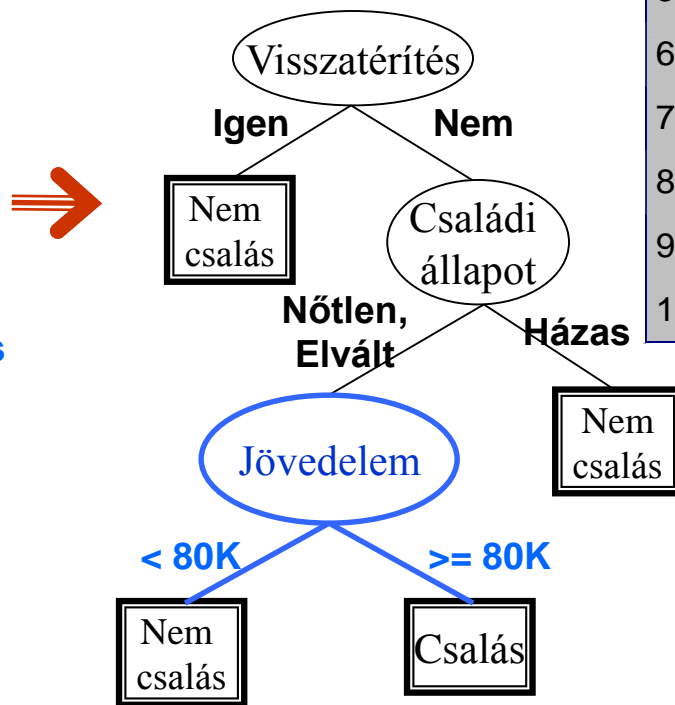 Visszatérítés
Igen
Nem
Nem
csalás
Családi
állapot
Nőtlen,
Elvált
Házas
Nem
csalás
Jövedelem
< 80K
>= 80K
Nem
csalás
Csalás
6
7
8
9
1
s